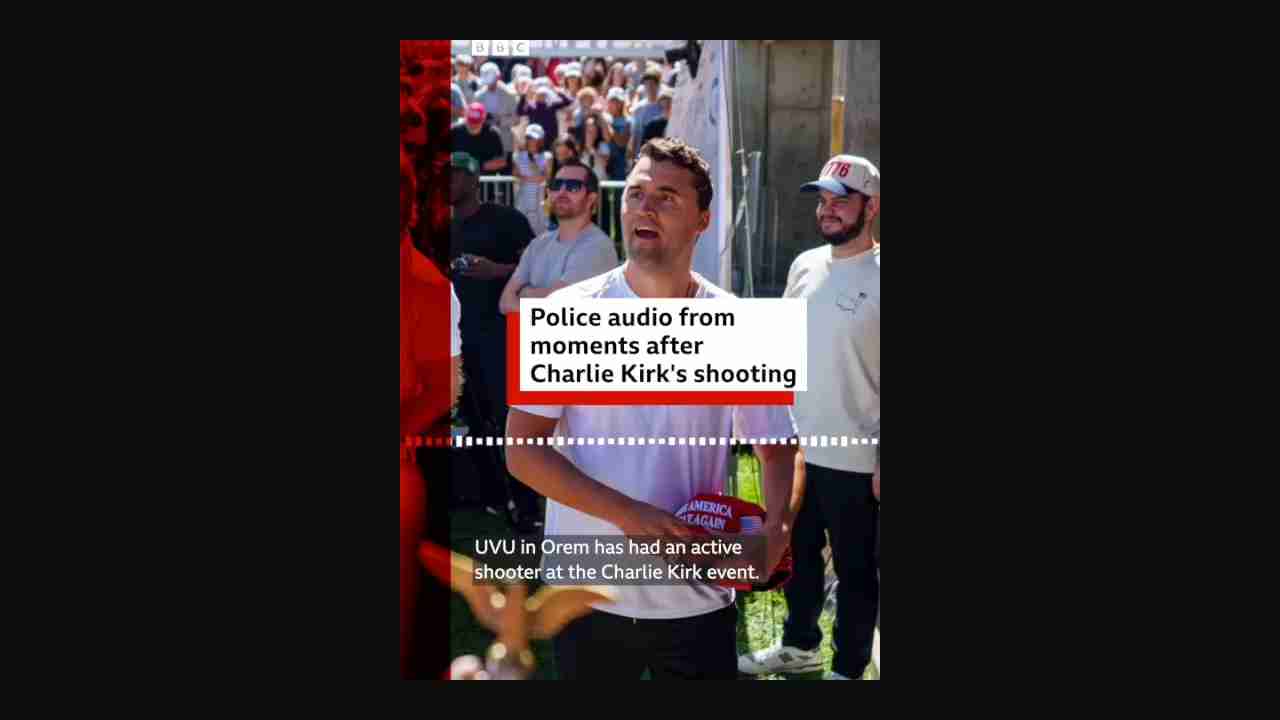 BBC
1776
Police audio from
moments after
Charlie Kirk's shooting
AMERICA
AGAIN
UVU in Orem has had an active
shooter at the Charlie Kirk event.